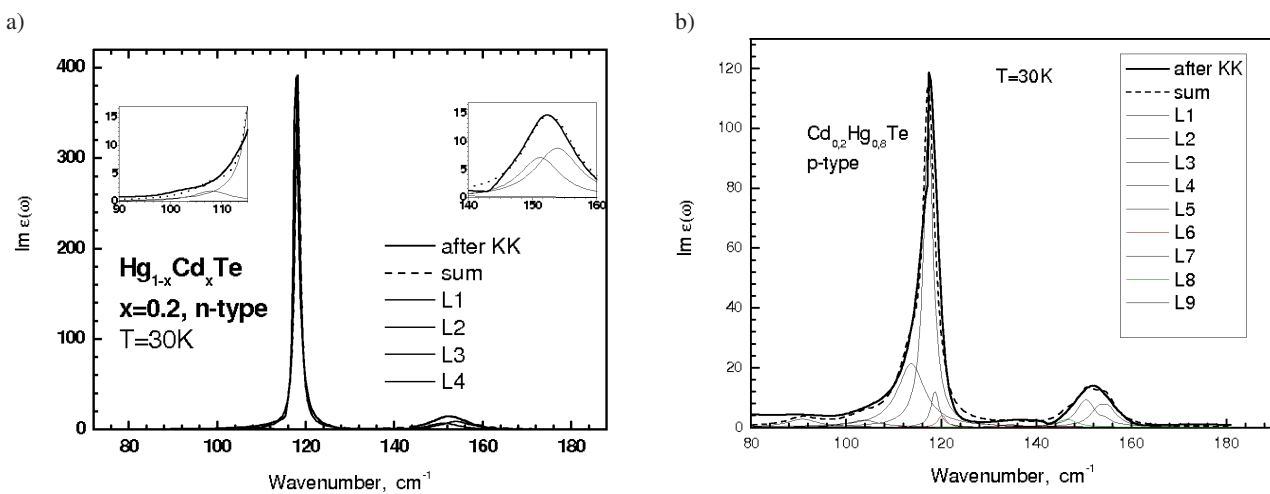 a)
400
300
200
100
0
80
100
120
140
160
180
Im ε(ω)
Wavenumber, cm⁻¹
15
10
5
0
90
100
110
15
10
5
0
140
150
160
Hg₁₋ₓCdₓTe
x=0.2, n-type
T=30K
after KK
sum
L1
L2
L3
L4
b)
120
100
80
60
40
20
0
80
100
120
140
160
180
Im ε(ω)
Wavenumber, cm⁻¹
T=30K
Cd₀,₂Hg₀,₈Te
p-type
after KK
sum
L1
L2
L3
L4
L5
L6
L7
L8
L9